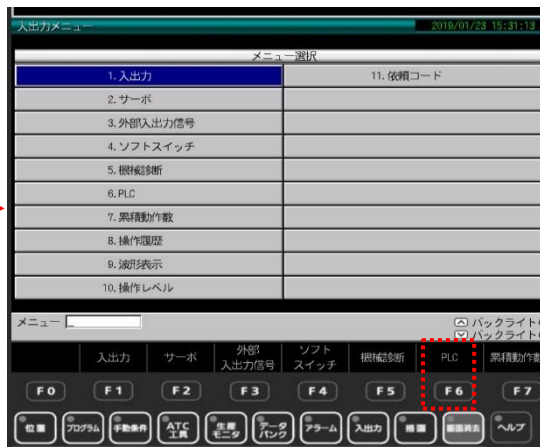 入出力メニュー 2019/01/23 15:31:13
メニュー選択
1. 入出力 11. 依頼コード
2. サーボ
3. 外部入出力信号
4. ソフトスイッチ
5. 機械診断
6. PLC
7. 累積動作数
8. 操作履歴
9. 波形表示
10. 操作レベル
メニュー
バックライト
バックライト
入出力 サーボ 外部入出力信号 ソフトスイッチ 機械診断 PLC 累積動作数
F0 F1 F2 F3 F4 F5 F6 F7
位置 プログラム 手動条件 ATC工具 生産モニタ データバンク アラーム 入出力 描画 画面消去 ヘルプ